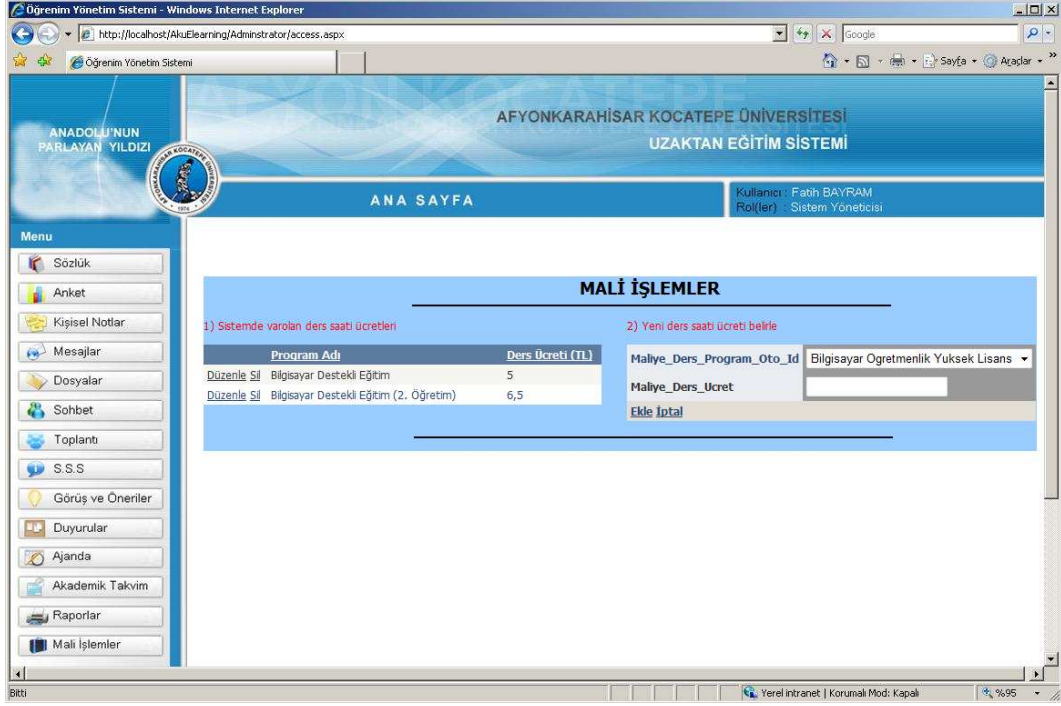 Öğrenim Yönetim Sistemi - Windows Internet Explorer
http://localhost/AkuElearning/Adminstrator/access.aspx
Google
Öğrenim Yönetim Sistemi
Sayfa Araçlar »
ANADOLU'NUN
PARLAYAN YILDIZI
AFYONKARAHİSAR KOCATEPE ÜNİVERSİTESİ
UZAKTAN EĞİTİM SİSTEMİ
ANA SAYFA
Kullanıcı : Fatih BAYRAM
Rol(ler) : Sistem Yöneticisi
Menu
Sözlük
Anket
Kişisel Notlar
Mesajlar
Dosyalar
Sohbet
Toplantı
S.S.S
Görüş ve Öneriler
Duyurular
Ajanda
Akademik Takvim
Raporlar
Mali İşlemler
MALİ İŞLEMLER
1) Sistemde varolan ders saati ücretleri
Program Adı Ders Ücreti (TL)
Düzenle Sil Bilgisayar Destekli Eğitim 5
Düzenle Sil Bilgisayar Destekli Eğitim (2. Öğretim) 6,5
2) Yeni ders saati ücreti belirle
Maliye_Ders_Program_Oto_Id Bilgisayar Ogretmenlik Yuksek Lisans
Maliye_Ders_Ucret
Ekle İptal
Bitti
Yerel intranet | Korumalı Mod: Kapalı
%95